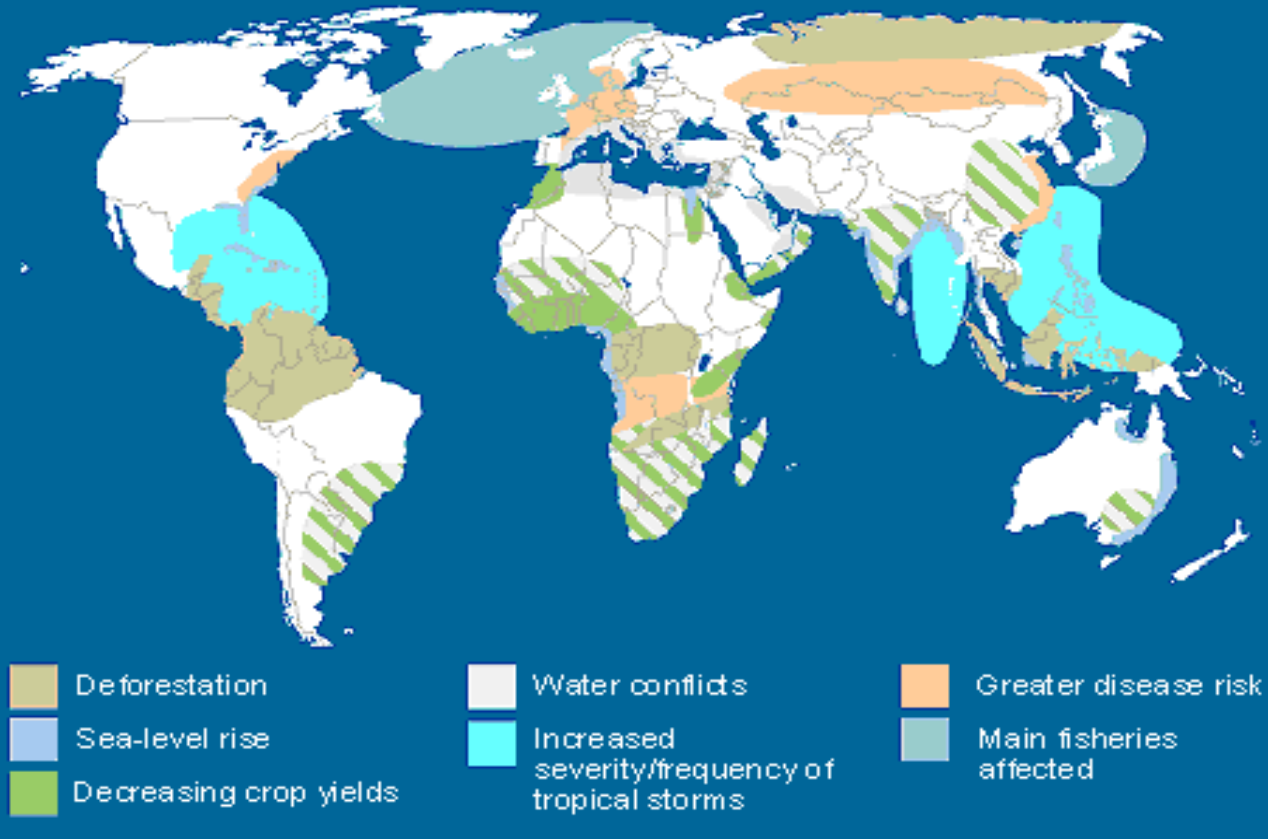 Deforestation
Sea-level rise
Decreasing crop yields
Water conflicts
Increased
severity/frequency of
tropical storms
Greater disease risk
Main fisheries
affected